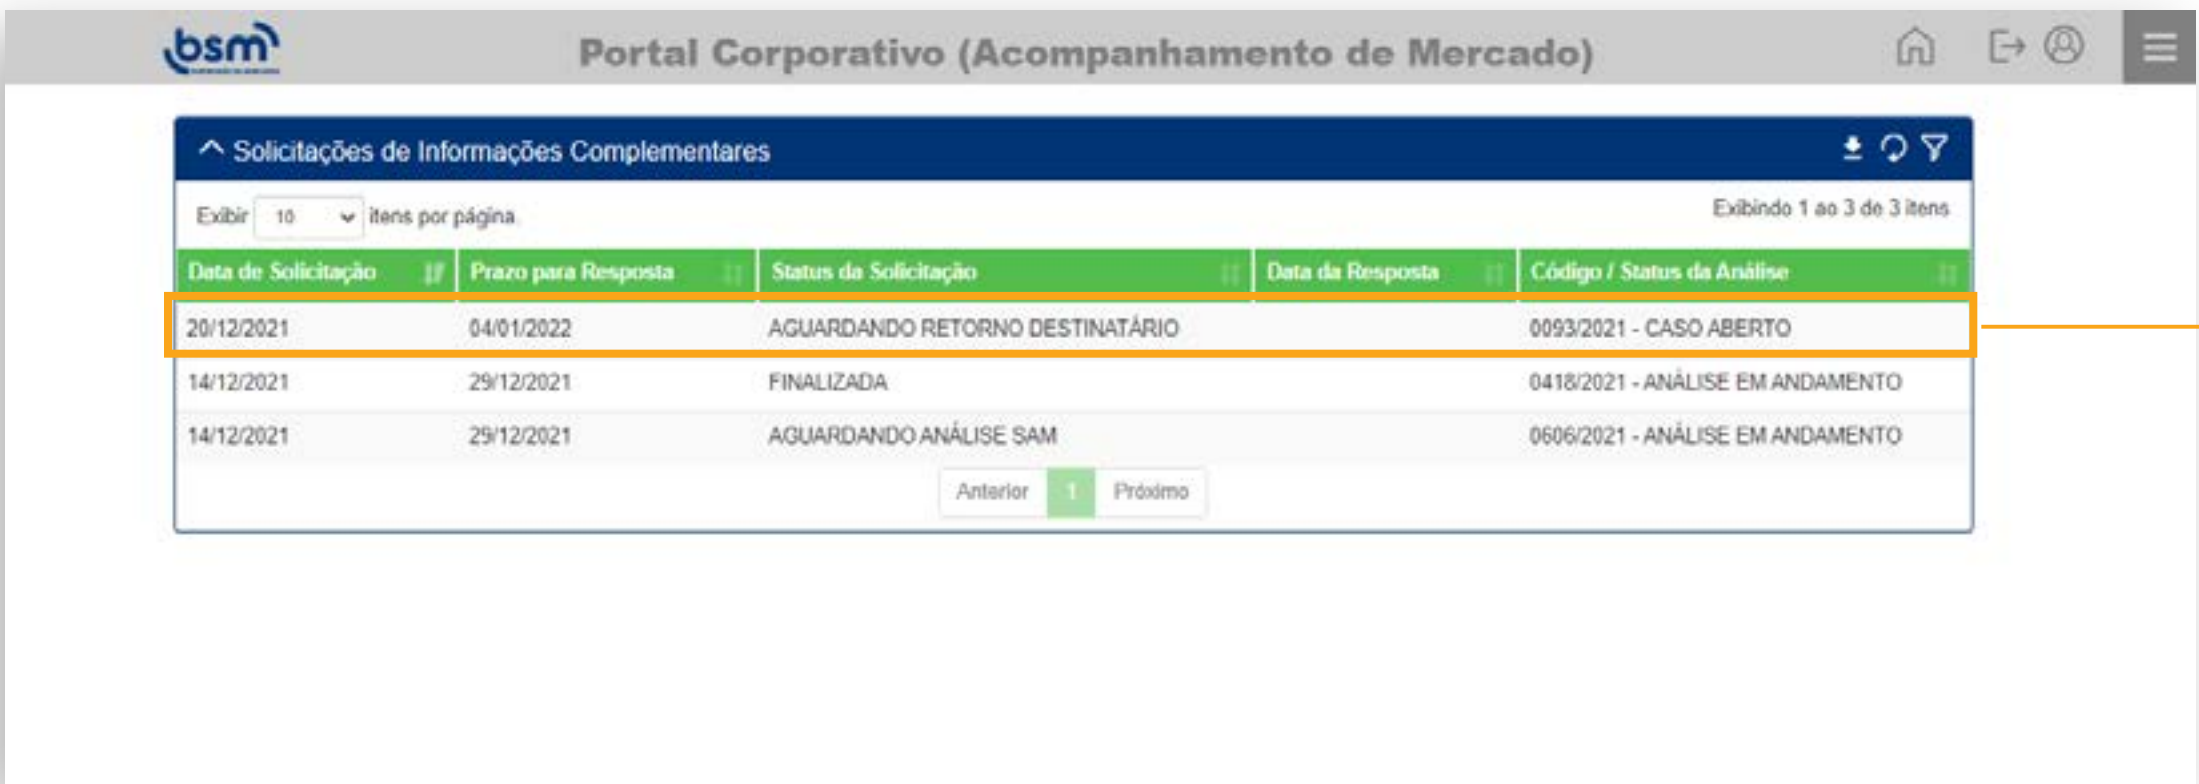 bsm
Portal Corporativo (Acompanhamento de Mercado)
Solicitações de Informações Complementares
Exibir 10 itens por página.
Exibindo 1 ao 3 de 3 itens
Data de Solicitação Prazo para Resposta Status da Solicitação Data da Resposta Código / Status da Análise
20/12/2021 04/01/2022 AGUARDANDO RETORNO DESTINATÁRIO 0093/2021 - CASO ABERTO
14/12/2021 29/12/2021 FINALIZADA 0418/2021 - ANÁLISE EM ANDAMENTO
14/12/2021 29/12/2021 AGUARDANDO ANÁLISE SAM 0606/2021 - ANÁLISE EM ANDAMENTO
Anterior 1 Próximo